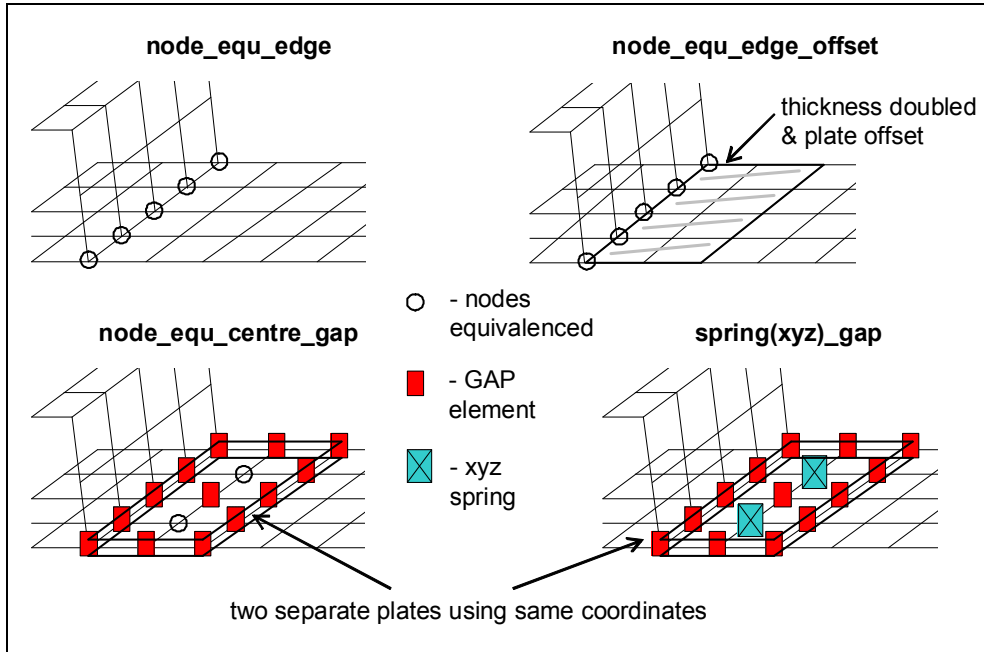 node_equ_edge
node_equ_edge_offset
thickness doubled
& plate offset
- nodes
equivalenced
node_equ_centre_gap
spring(xyz)_gap
- GAP
element
- xyz
spring
two separate plates using same coordinates